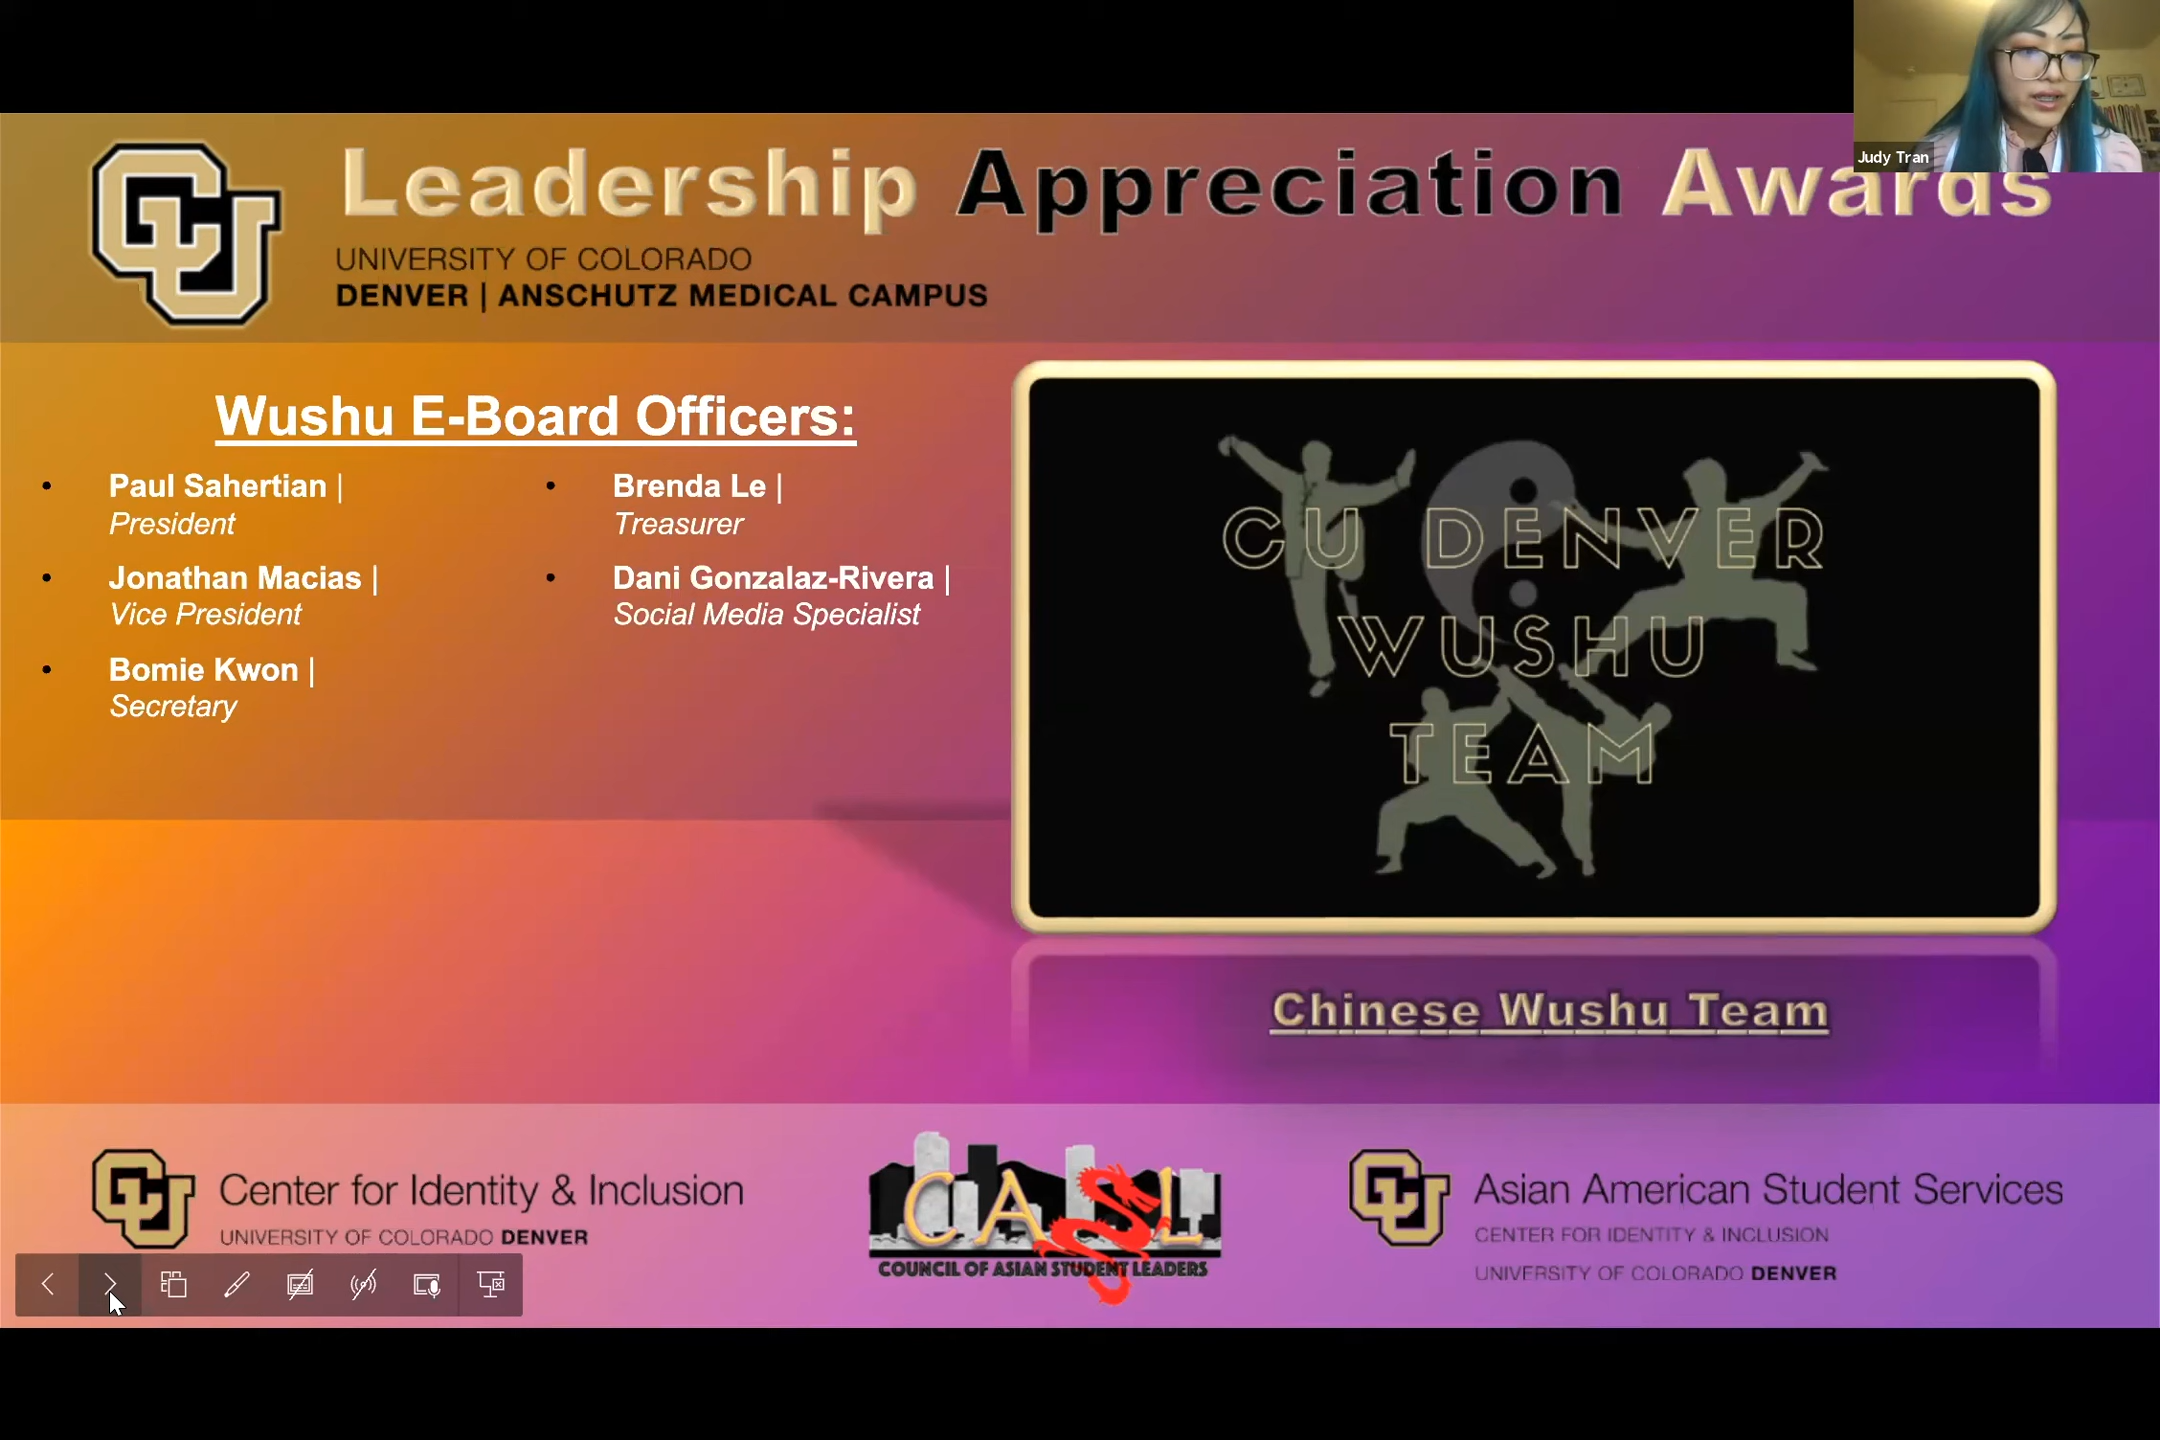 Judy Tran
Leadership Appreciation Awards
UNIVERSITY OF COLORADO
DENVER | ANSCHUTZ MEDICAL CAMPUS
Wushu E-Board Officers:
• Paul Sahertian |
President
• Jonathan Macias |
Vice President
• Bomie Kwon |
Secretary
• Brenda Le |
Treasurer
• Dani Gonzalaz-Rivera |
Social Media Specialist
CU DENVER
WUSHU
TEAM
Chinese Wushu Team
CU
Center for Identity & Inclusion
UNIVERSITY OF COLORADO DENVER
CASL
COUNCIL OF ASIAN STUDENT LEADERS
CU
Asian American Student Services
CENTER FOR IDENTITY & INCLUSION
UNIVERSITY OF COLORADO DENVER